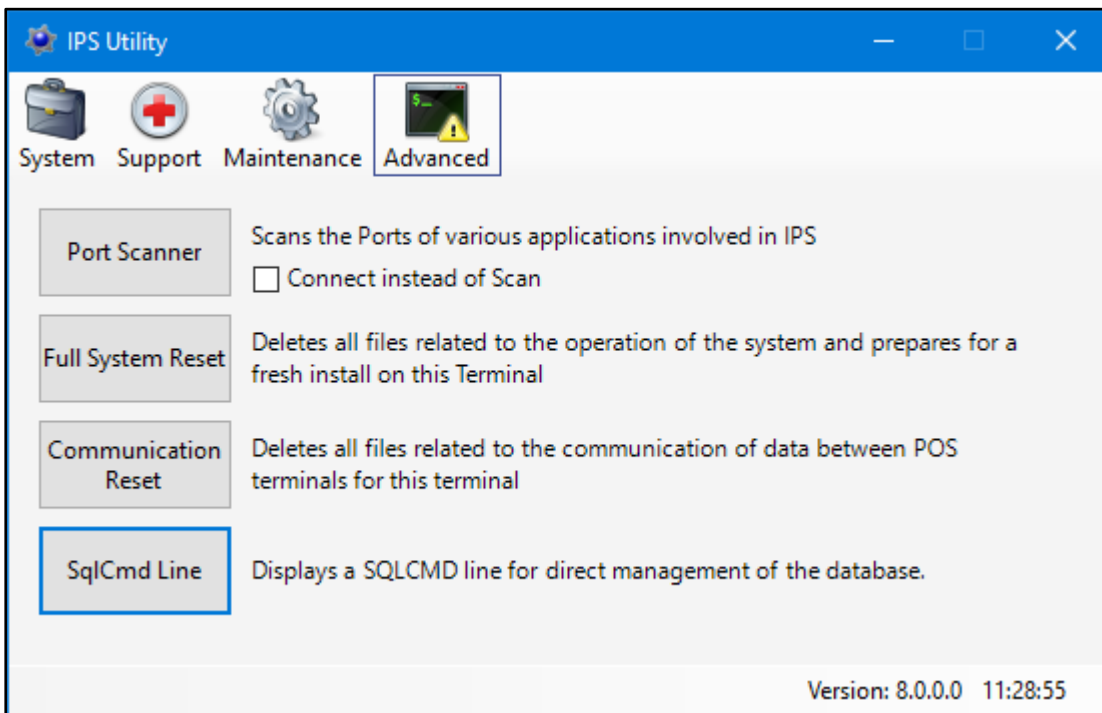 IPS Utility
System Support Maintenance Advanced
Port Scanner
Scans the Ports of various applications involved in IPS
Connect instead of Scan
Full System Reset
Deletes all files related to the operation of the system and prepares for a
fresh install on this Terminal
Communication
Reset
Deletes all files related to the communication of data between POS
terminals for this terminal
SqlCmd Line
Displays a SQLCMD line for direct management of the database.
Version: 8.0.0.0 11:28:55